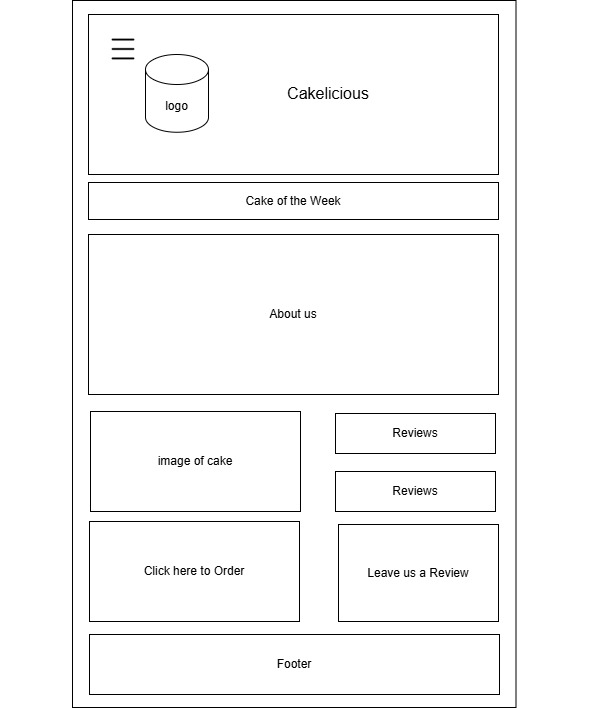 logo
Cakelicious
Cake of the Week
About us
image of cake
Reviews
Reviews
Click here to Order
Leave us a Review
Footer